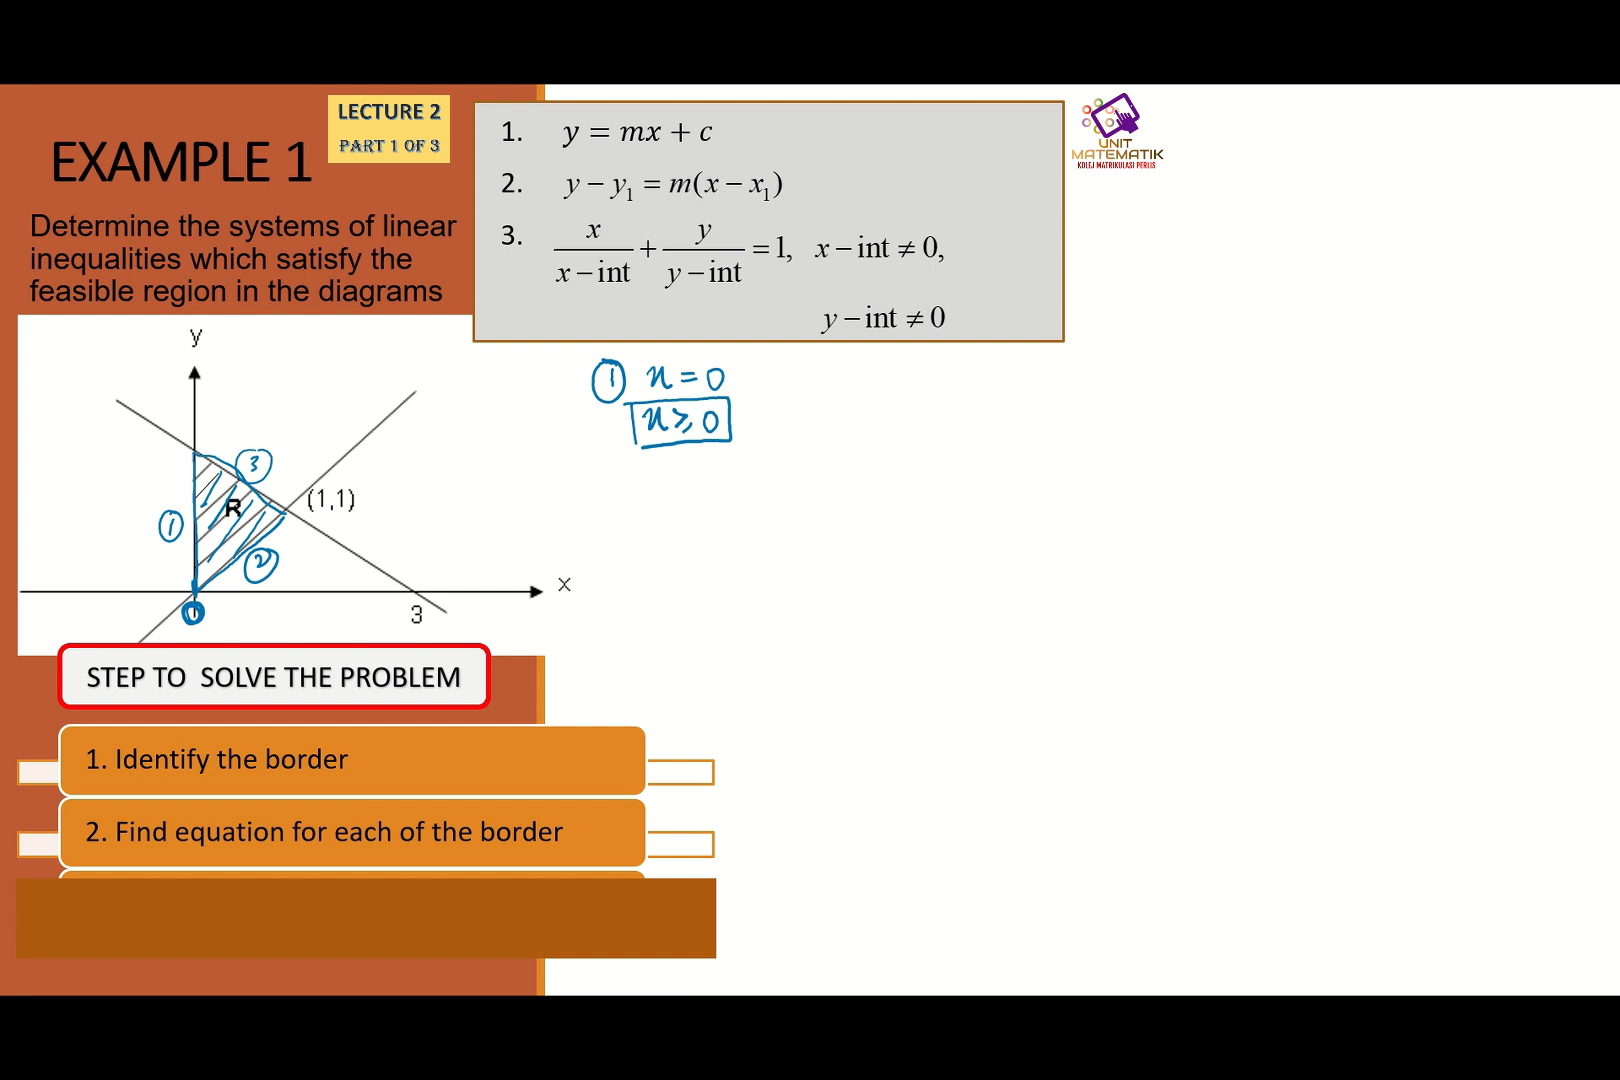 LECTURE 2
PART 1 OF 3
EXAMPLE 1
Determine the systems of linear
inequalities which satisfy the
feasible region in the diagrams
1. y = mx + c
2. y − y₁ = m(x − x₁)
3. x/(x − int) + y/(y − int) = 1, x − int ≠ 0,
y − int ≠ 0
UNIT
MATEMATIK
KOLEJ MATRIKULASI PERLIS
① x = 0
x ≥ 0
y
③
R
(1,1)
①
②
x
0
3
STEP TO SOLVE THE PROBLEM
1. Identify the border
2. Find equation for each of the border